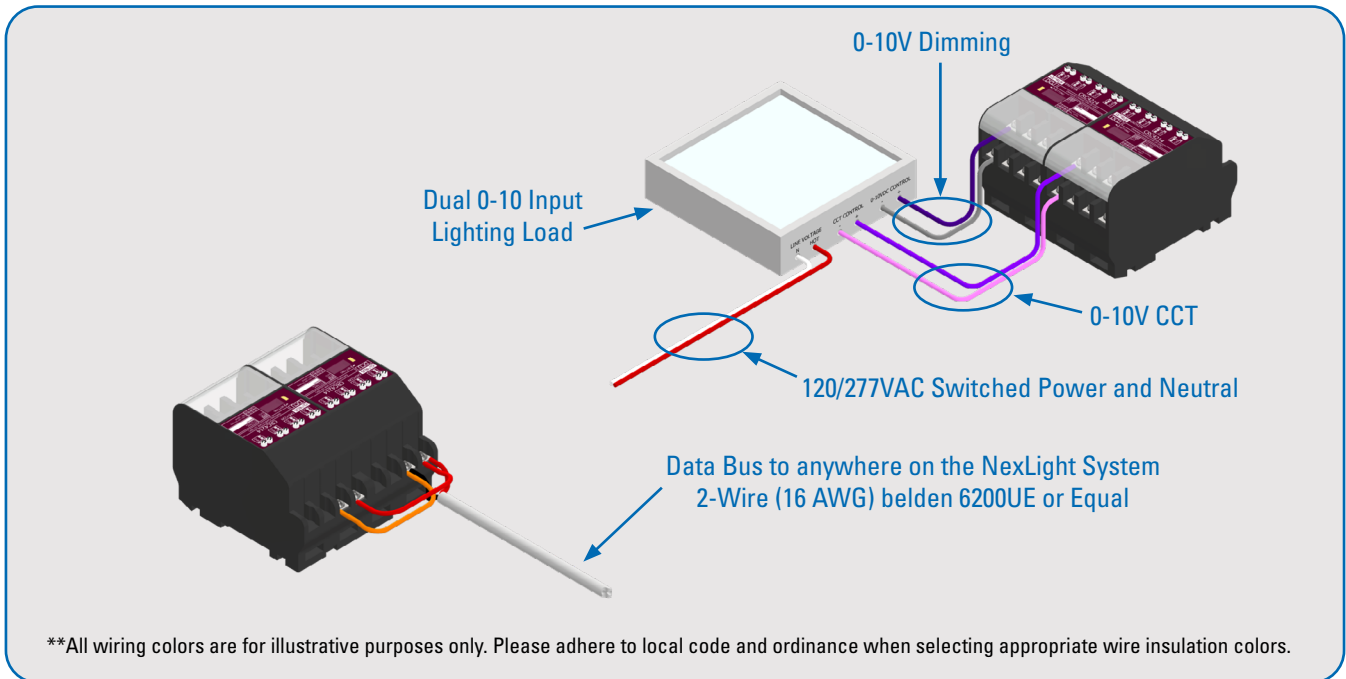 0-10V Dimming
Dual 0-10 Input
Lighting Load
0-10VDC CONTROL
CCT CONTROL
LINE VOLTAGE
N HOT
0-10V CCT
120/277VAC Switched Power and Neutral
Data Bus to anywhere on the NexLight System
2-Wire (16 AWG) belden 6200UE or Equal
**All wiring colors are for illustrative purposes only. Please adhere to local code and ordinance when selecting appropriate wire insulation colors.